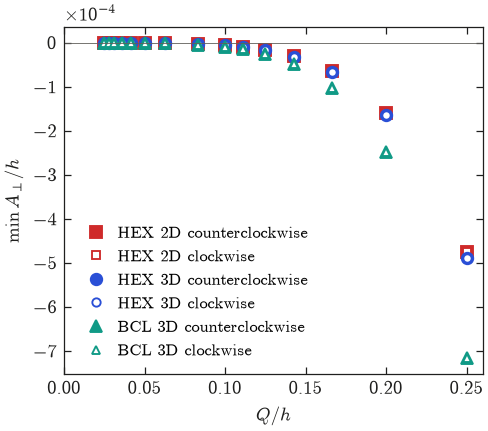 ×10⁻⁴
0
−1
−2
−3
−4
−5
−6
−7
min A⊥/h
HEX 2D counterclockwise
HEX 2D clockwise
HEX 3D counterclockwise
HEX 3D clockwise
BCL 3D counterclockwise
BCL 3D clockwise
0.00 0.05 0.10 0.15 0.20 0.25
Q/h